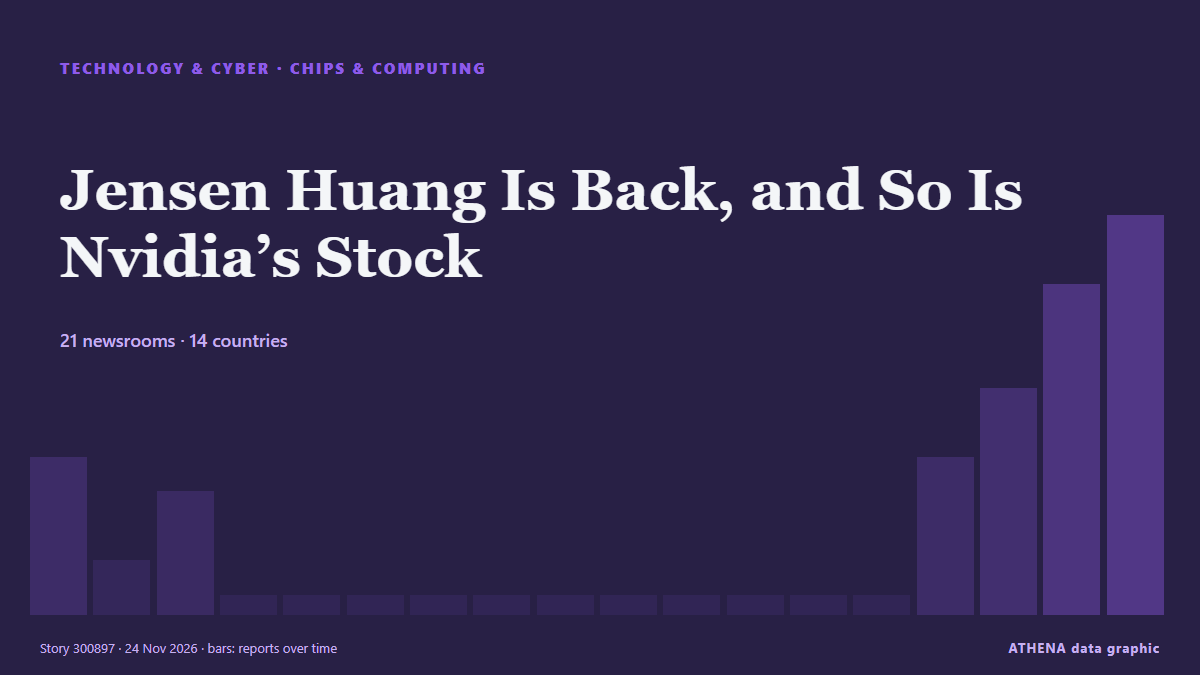 TECHNOLOGY & CYBER · CHIPS & COMPUTING
Jensen Huang Is Back, and So Is
Nvidia’s Stock
21 newsrooms · 14 countries
Story 300897 · 24 Nov 2026 · bars: reports over time
ATHENA data graphic